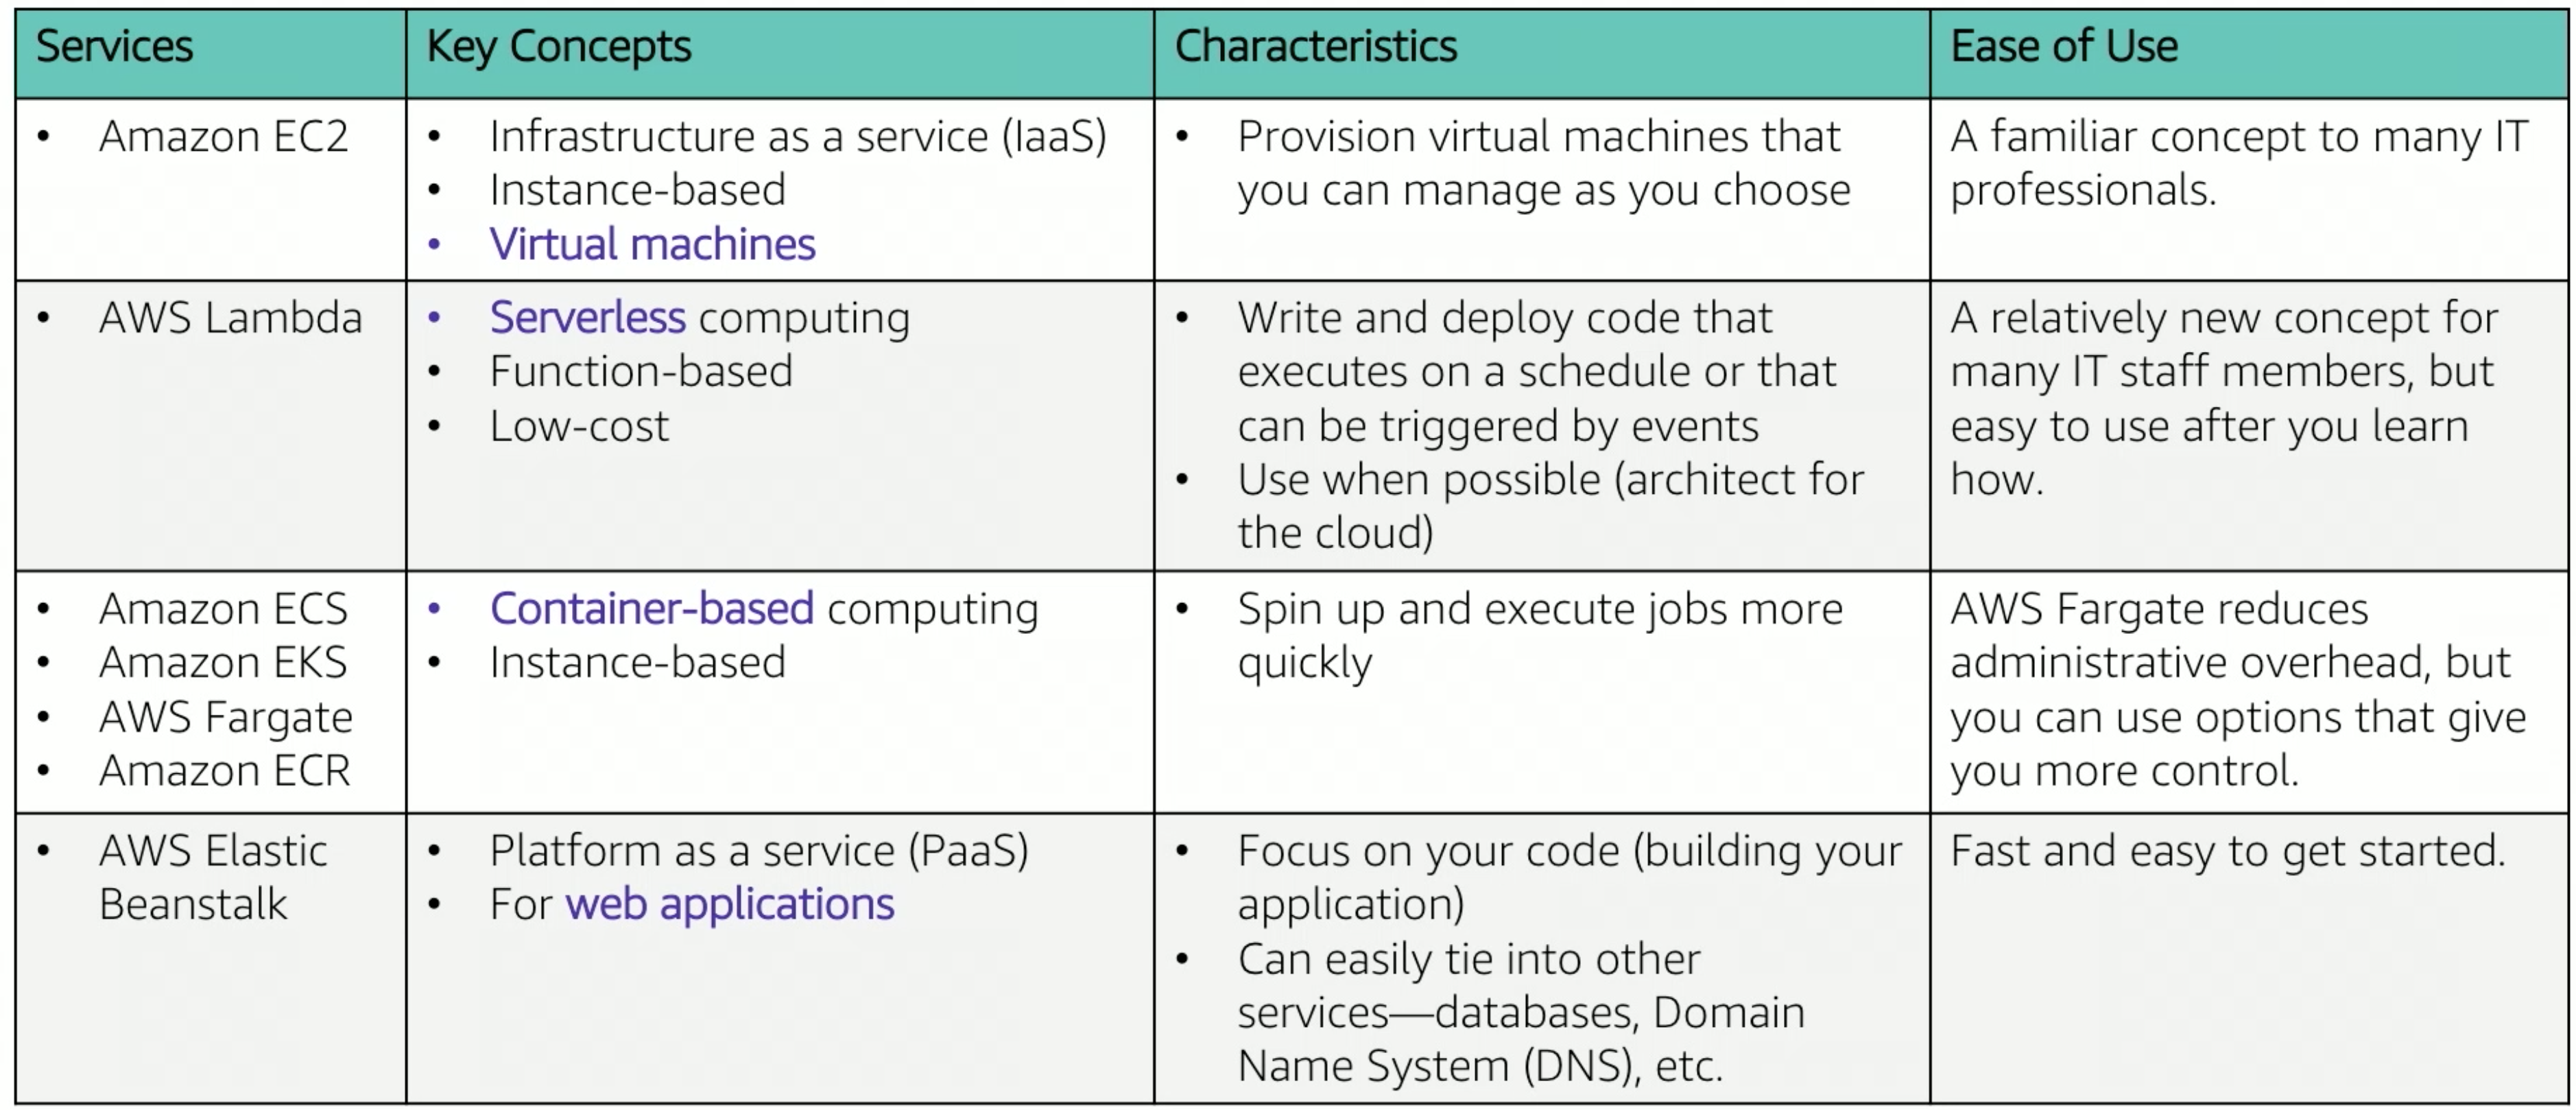 Services
Key Concepts
Characteristics
Ease of Use
• Amazon EC2
• Infrastructure as a service (IaaS)
• Instance-based
• Virtual machines
• Provision virtual machines that
you can manage as you choose
A familiar concept to many IT
professionals.
• AWS Lambda
• Serverless computing
• Function-based
• Low-cost
• Write and deploy code that
executes on a schedule or that
can be triggered by events
• Use when possible (architect for
the cloud)
A relatively new concept for
many IT staff members, but
easy to use after you learn
how.
• Amazon ECS
• Amazon EKS
• AWS Fargate
• Amazon ECR
• Container-based computing
• Instance-based
• Spin up and execute jobs more
quickly
AWS Fargate reduces
administrative overhead, but
you can use options that give
you more control.
• AWS Elastic
Beanstalk
• Platform as a service (PaaS)
• For web applications
• Focus on your code (building your
application)
• Can easily tie into other
services—databases, Domain
Name System (DNS), etc.
Fast and easy to get started.